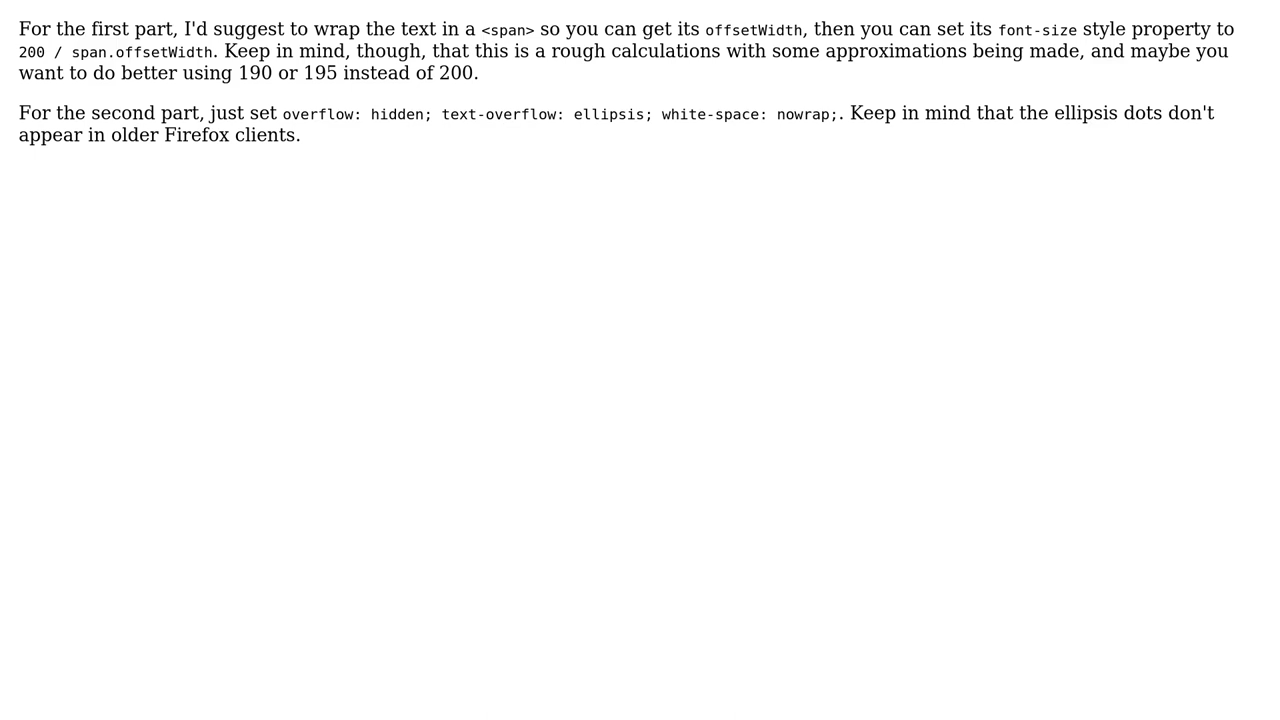 For the first part, I'd suggest to wrap the text in a <span> so you can get its offsetWidth, then you can set its font-size style property to
200 / span.offsetWidth. Keep in mind, though, that this is a rough calculations with some approximations being made, and maybe you
want to do better using 190 or 195 instead of 200.
For the second part, just set overflow: hidden; text-overflow: ellipsis; white-space: nowrap;. Keep in mind that the ellipsis dots don't
appear in older Firefox clients.